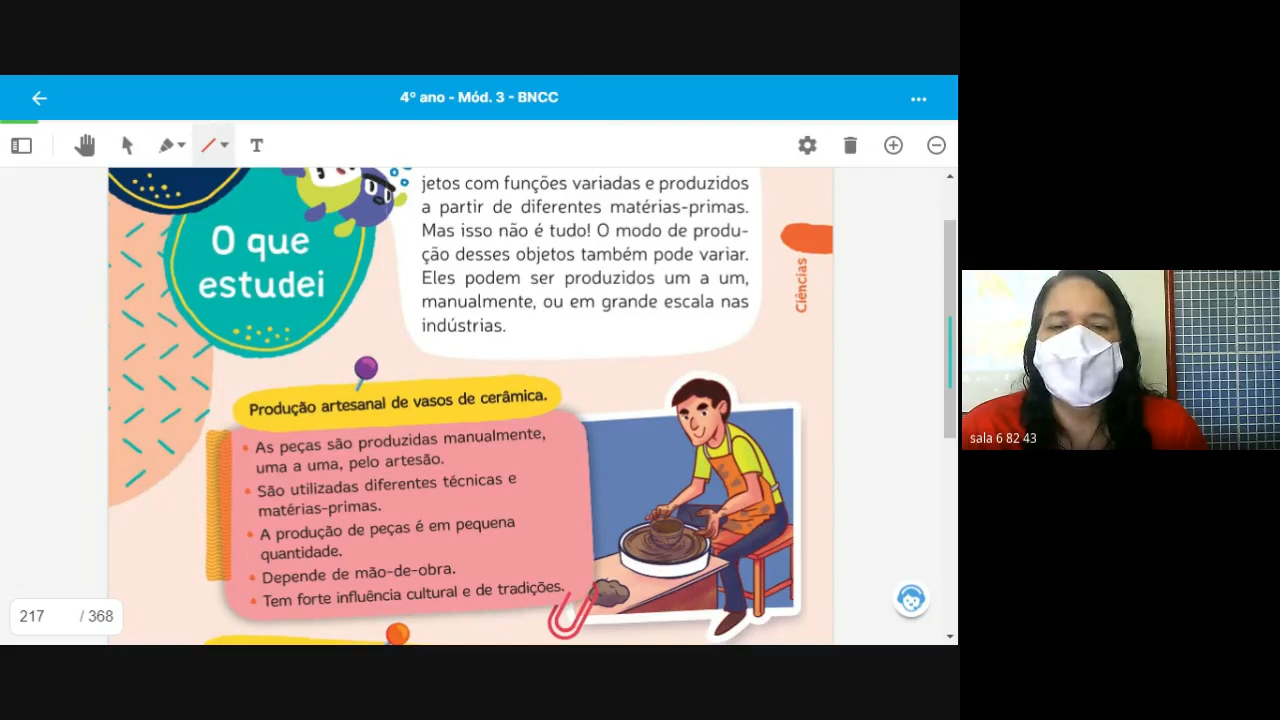 4º ano - Mód. 3 - BNCC
T
O que
estudei
jetos com funções variadas e produzidos
a partir de diferentes matérias-primas.
Mas isso não é tudo! O modo de produ-
ção desses objetos também pode variar.
Eles podem ser produzidos um a um,
manualmente, ou em grande escala nas
indústrias.
Ciências
Produção artesanal de vasos de cerâmica.
• As peças são produzidas manualmente,
uma a uma, pelo artesão.
• São utilizadas diferentes técnicas e
matérias-primas.
• A produção de peças é em pequena
quantidade.
• Depende de mão-de-obra.
• Tem forte influência cultural e de tradições.
217 / 368
sala 6 82 43